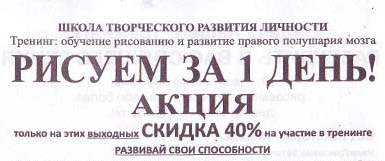 ШКОЛА ТВОРЧЕСКОГО РАЗВИТИЯ ЛИЧНОСТИ
Тренинг: обучение рисованию и развитие правого полушария мозга
РИСУЕМ ЗА 1 ДЕНЬ!
АКЦИЯ
только на этих выходных СКИДКА 40% на участие в тренинге
РАЗВИВАЙ СВОИ СПОСОБНОСТИ